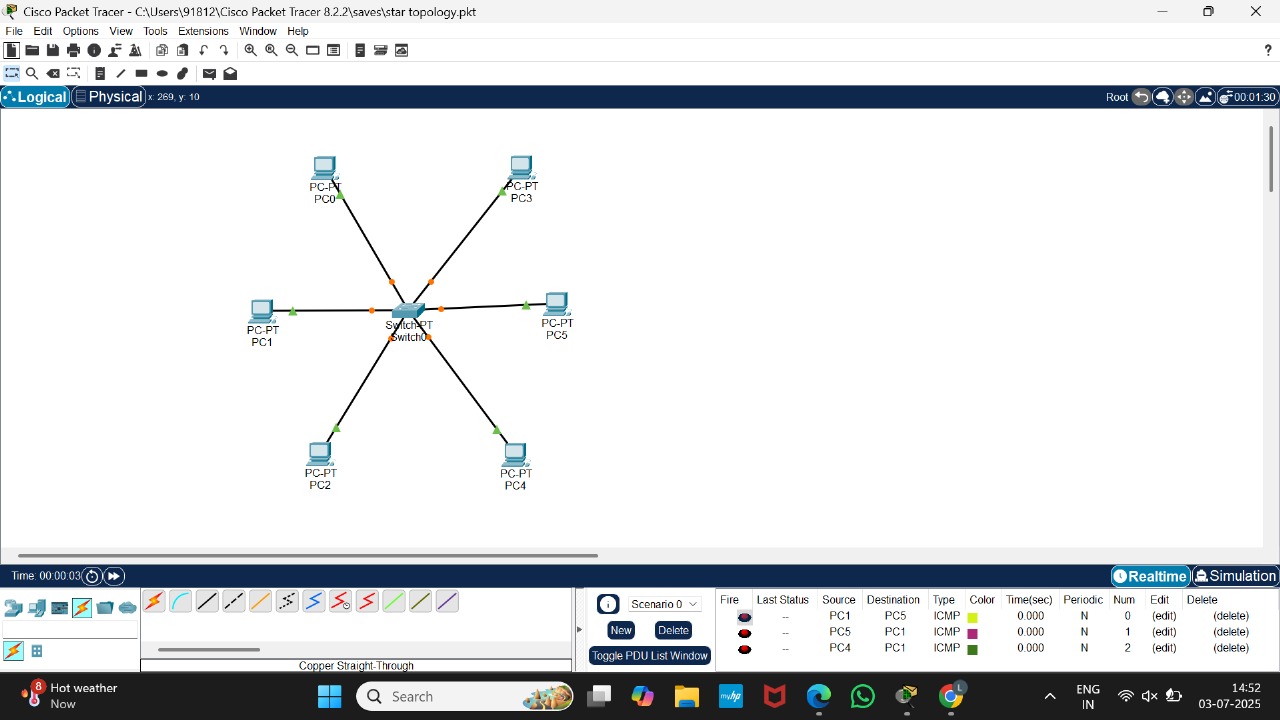 Cisco Packet Tracer - C:\Users\91812\Cisco Packet Tracer 8.2.2\saves\star topology.pkt
File Edit Options View Tools Extensions Window Help
Logical Physical x: 269, y: 10 Root 00:01:30
PC-PT
PC0
PC-PT
PC3
PC-PT
PC1
Switch-PT
Switch0
PC-PT
PC5
PC-PT
PC2
PC-PT
PC4
Time: 00:00:03 Realtime Simulation
Scenario 0
New Delete
Toggle PDU List Window
Copper Straight-Through
Fire Last Status Source Destination Type Color Time(sec) Periodic Num Edit Delete
-- PC1 PC5 ICMP 0.000 N 0 (edit) (delete)
-- PC5 PC1 ICMP 0.000 N 1 (edit) (delete)
-- PC4 PC1 ICMP 0.000 N 2 (edit) (delete)
8 Hot weather
Now
Search
myhp
L
ENG
IN
14:52
03-07-2025